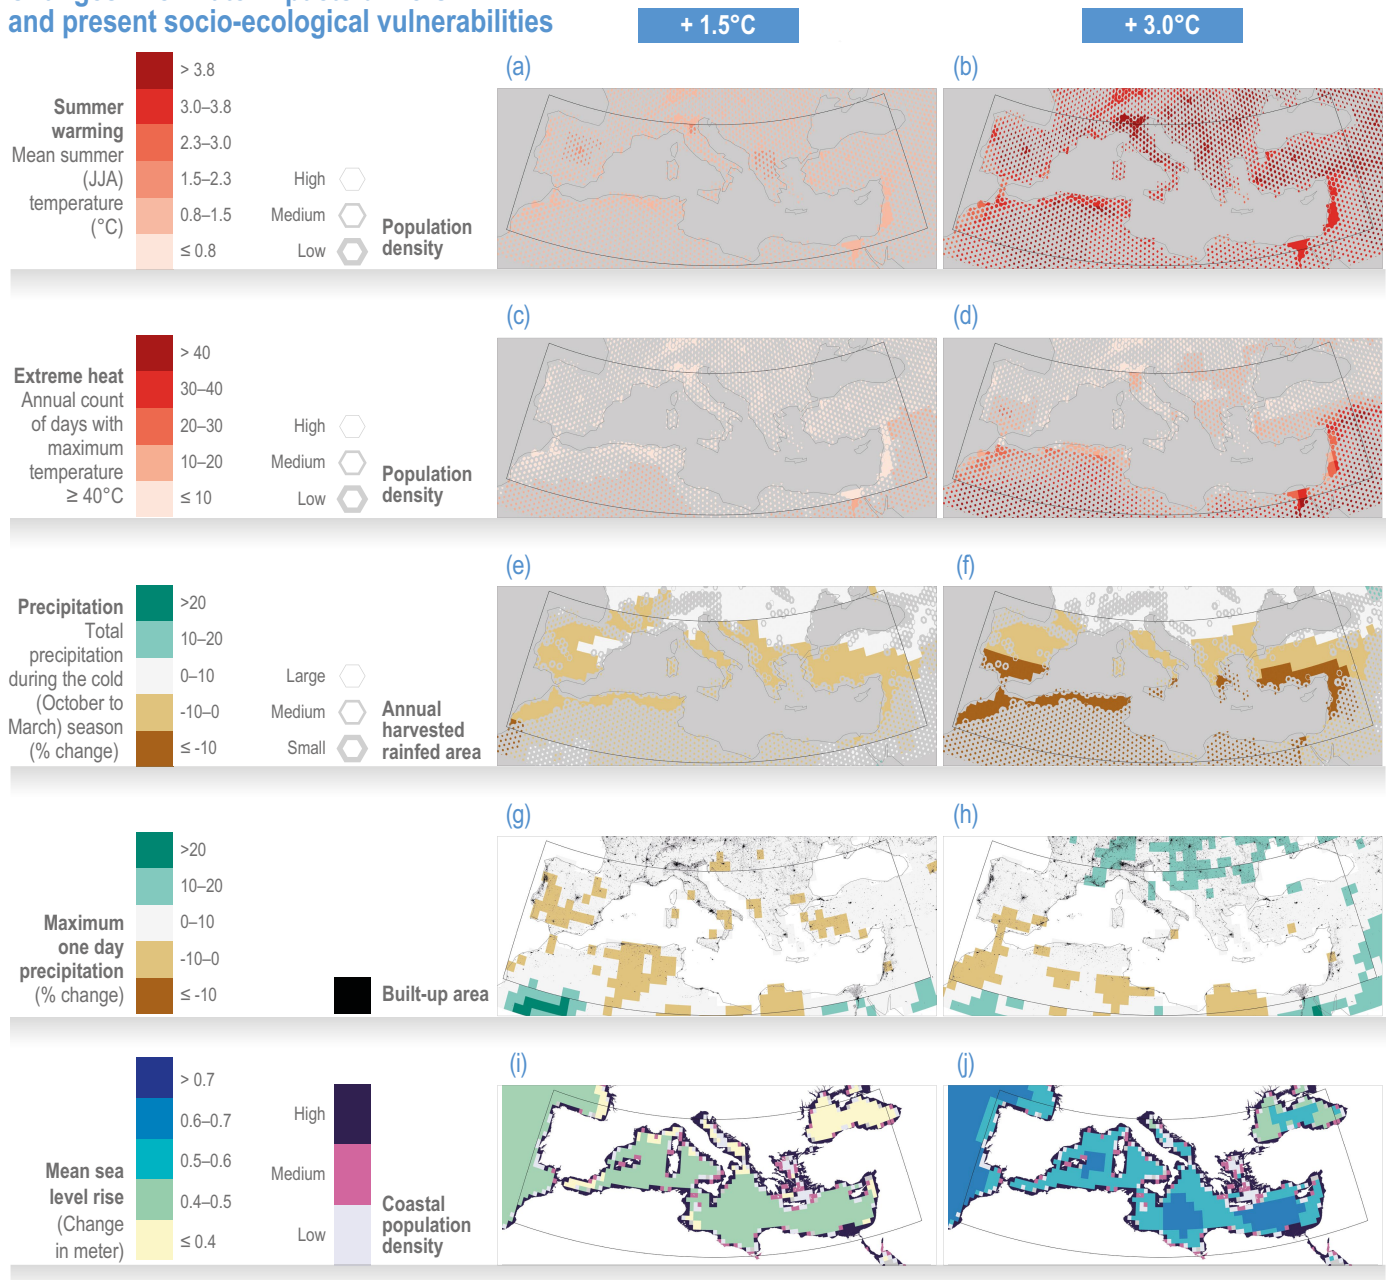 and present socio-ecological vulnerabilities
+ 1.5°C
+ 3.0°C
(a)
(b)
Summer
warming
Mean summer
(JJA)
temperature
(°C)
> 3.8
3.0–3.8
2.3–3.0
1.5–2.3
0.8–1.5
≤ 0.8
High
Medium
Low
Population
density
(c)
(d)
Extreme heat
Annual count
of days with
maximum
temperature
≥ 40°C
> 40
30–40
20–30
10–20
≤ 10
High
Medium
Low
Population
density
(e)
(f)
Precipitation
Total
precipitation
during the cold
(October to
March) season
(% change)
>20
10–20
0–10
-10–0
≤ -10
Large
Medium
Small
Annual
harvested
rainfed area
(g)
(h)
Maximum
one day
precipitation
(% change)
>20
10–20
0–10
-10–0
≤ -10
Built-up area
(i)
(j)
Mean sea
level rise
(Change
in meter)
> 0.7
0.6–0.7
0.5–0.6
0.4–0.5
≤ 0.4
High
Medium
Low
Coastal
population
density